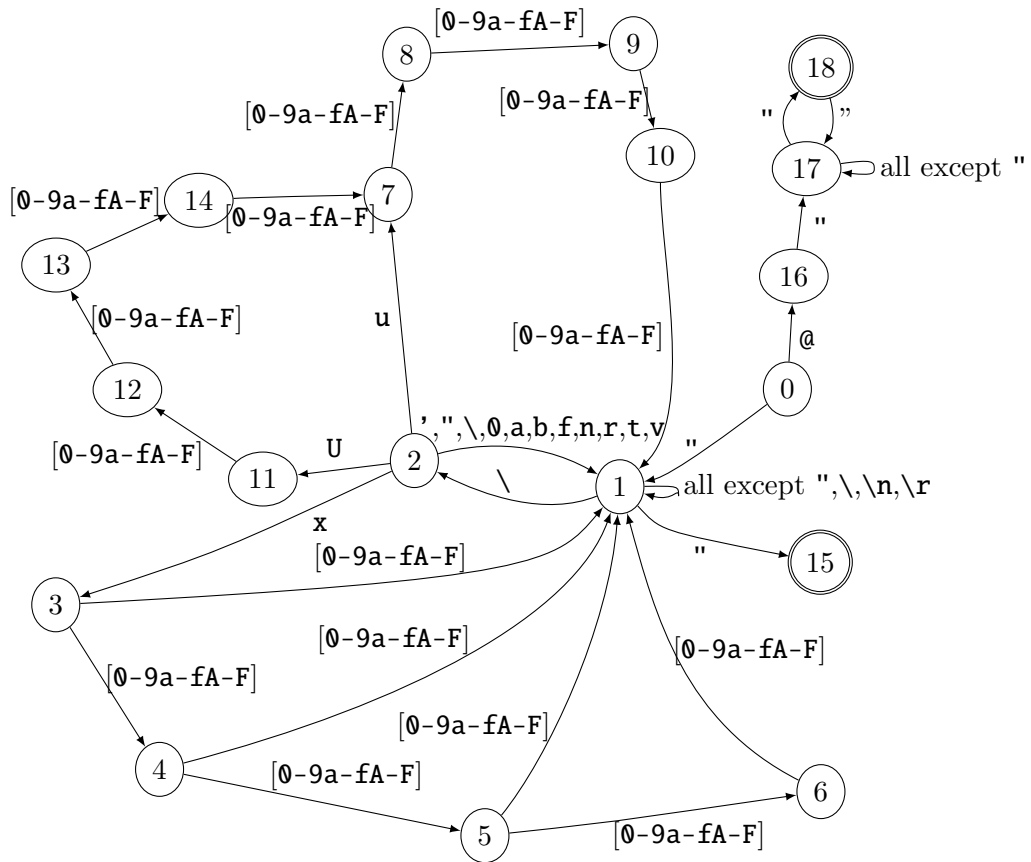 [0-9a-fA-F]
8
9
18
[0-9a-fA-F]
[0-9a-fA-F]
"
”
10
17
all except "
[0-9a-fA-F]
14
7
[0-9a-fA-F]
"
13
16
[0-9a-fA-F]
u
[0-9a-fA-F]
@
12
0
',",\,0,a,b,f,n,r,t,v
"
[0-9a-fA-F]
U
2
11
\
1
all except ",\,\n,\r
x
[0-9a-fA-F]
"
15
3
[0-9a-fA-F]
[0-9a-fA-F]
[0-9a-fA-F]
[0-9a-fA-F]
4
[0-9a-fA-F]
6
5
[0-9a-fA-F]